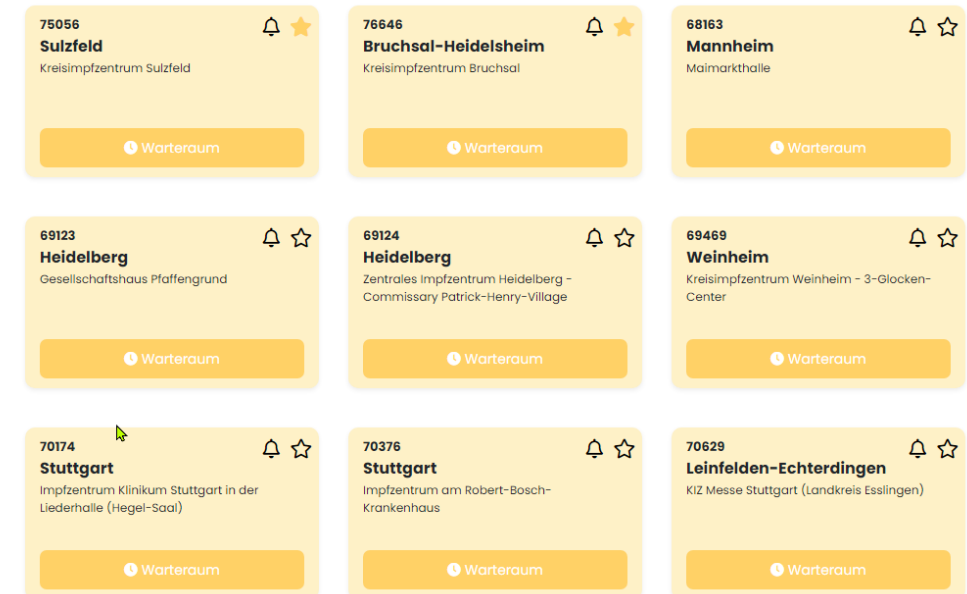 75056
Sulzfeld
Kreisimpfzentrum Sulzfeld
Warteraum
76646
Bruchsal-Heidelsheim
Kreisimpfzentrum Bruchsal
Warteraum
68163
Mannheim
Maimarkthalle
Warteraum
69123
Heidelberg
Gesellschaftshaus Pfaffengrund
Warteraum
69124
Heidelberg
Zentrales Impfzentrum Heidelberg -
Commissary Patrick-Henry-Village
Warteraum
69469
Weinheim
Kreisimpfzentrum Weinheim - 3-Glocken-
Center
Warteraum
70174
Stuttgart
Impfzentrum Klinikum Stuttgart in der
Liederhalle (Hegel-Saal)
Warteraum
70376
Stuttgart
Impfzentrum am Robert-Bosch-
Krankenhaus
Warteraum
70629
Leinfelden-Echterdingen
KIZ Messe Stuttgart (Landkreis Esslingen)
Warteraum